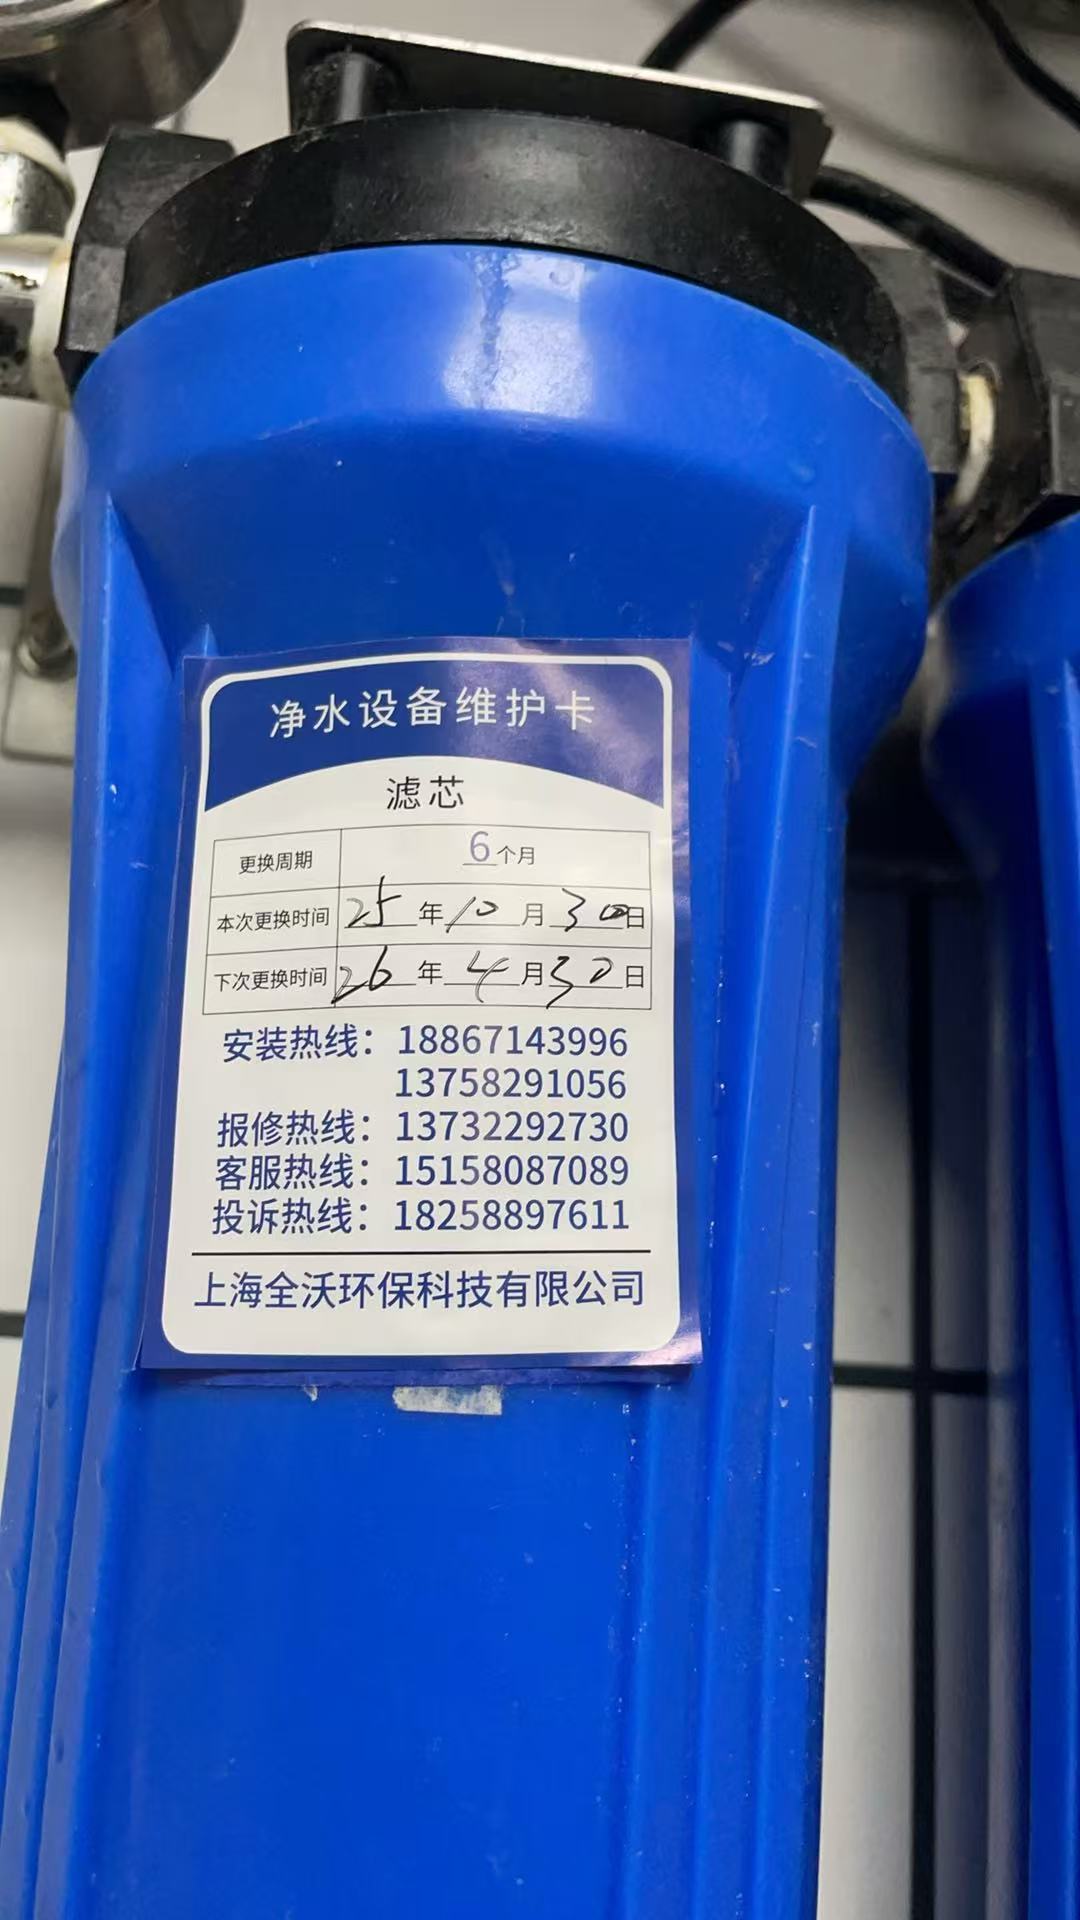 净水设备维护卡
滤芯
更换周期 6个月
本次更换时间 25年10月30日
下次更换时间 26年4月30日
安装热线：18867143996
13758291056
报修热线：13732292730
客服热线：15158087089
投诉热线：18258897611
上海全沃环保科技有限公司